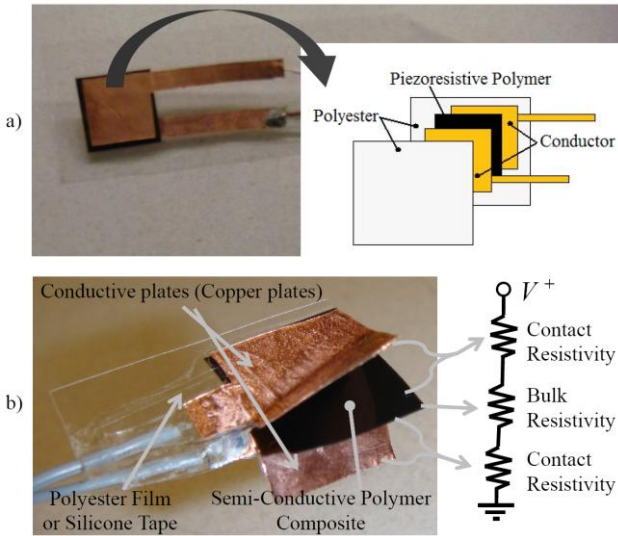 a)
Piezoresistive Polymer
Polyester
Conductor
b)
Conductive plates (Copper plates)
V +
Contact
Resistivity
Bulk
Resistivity
Contact
Resistivity
Polyester Film
or Silicone Tape
Semi-Conductive Polymer
Composite